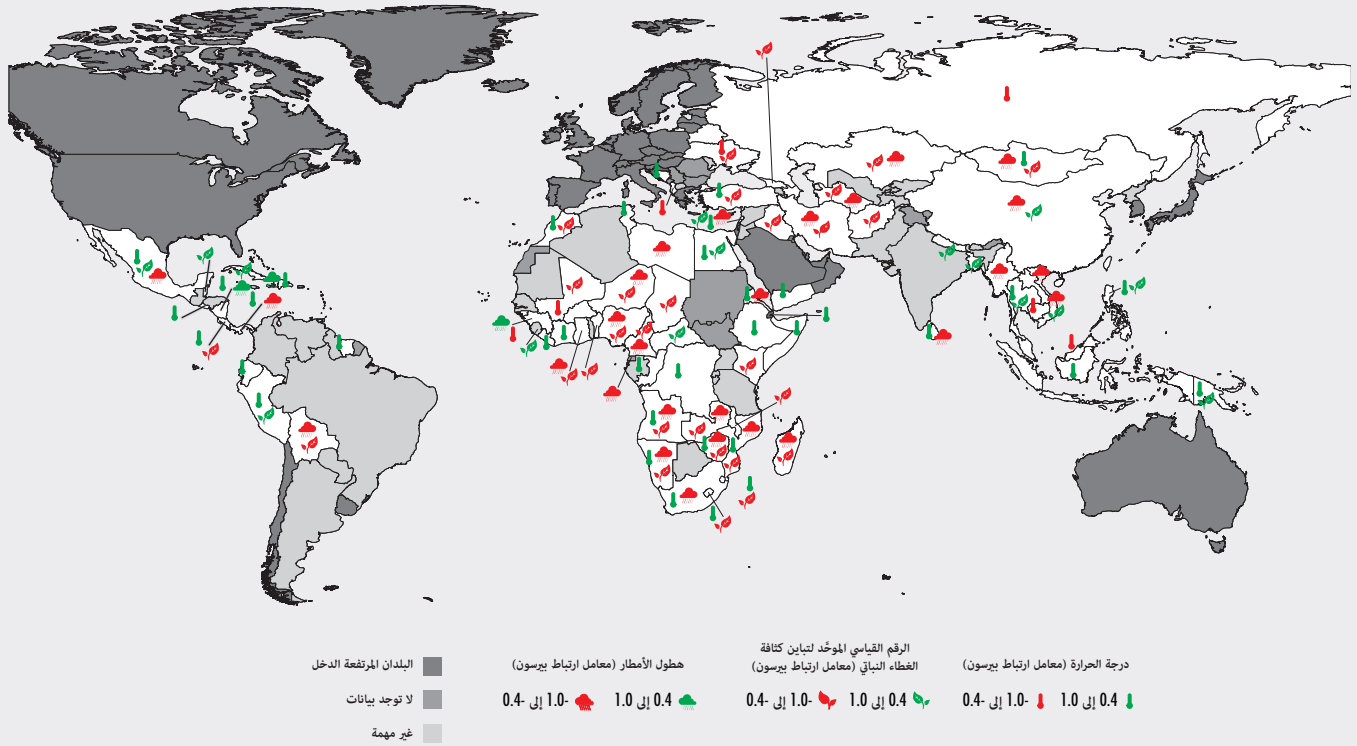 درجة الحرارة (معامل ارتباط بيرسون)
0.4 إلى 1.0 -1.0 إلى -0.4
الرقم القياسي الموحَّد لتباين كثافة
الغطاء النباتي (معامل ارتباط بيرسون)
0.4 إلى 1.0 -1.0 إلى -0.4
هطول الأمطار (معامل ارتباط بيرسون)
0.4 إلى 1.0 -1.0 إلى -0.4
البلدان المرتفعة الدخل
لا توجد بيانات
غير مهمة